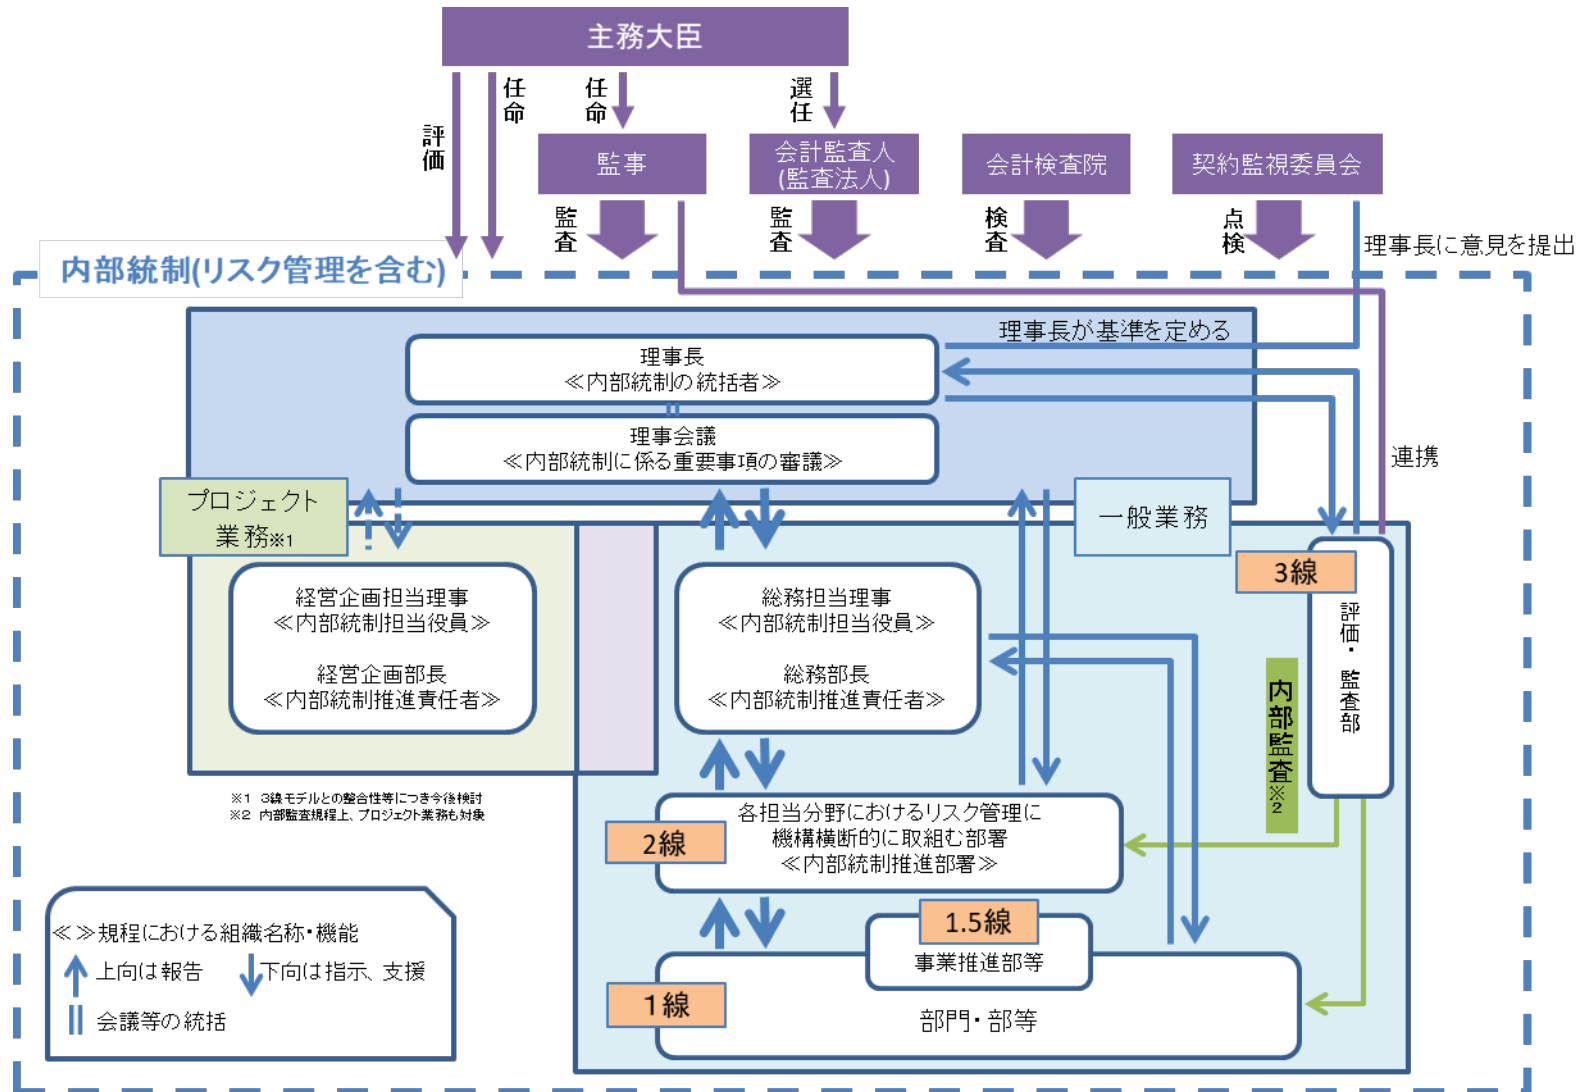 主務大臣
評価
任命
任命
選任
監事
会計監査人
(監査法人)
会計検査院
契約監視委員会
監査
監査
検査
点検
理事長に意見を提出
内部統制(リスク管理を含む)
理事長が基準を定める
理事長
≪内部統制の統括者≫
理事会議
≪内部統制に係る重要事項の審議≫
連携
プロジェクト
業務※1
一般業務
3線
経営企画担当理事
≪内部統制担当役員≫
経営企画部長
≪内部統制推進責任者≫
総務担当理事
≪内部統制担当役員≫
総務部長
≪内部統制推進責任者≫
評価・監査部
内部監査※2
※1 3線モデルとの整合性等につき今後検討
※2 内部監査規程上、プロジェクト業務も対象
2線
各担当分野におけるリスク管理に
機構横断的に取組む部署
≪内部統制推進部署≫
1.5線
事業推進部等
1線
部門・部等
≪≫規程における組織名称・機能
上向は報告
下向は指示、支援
会議等の統括